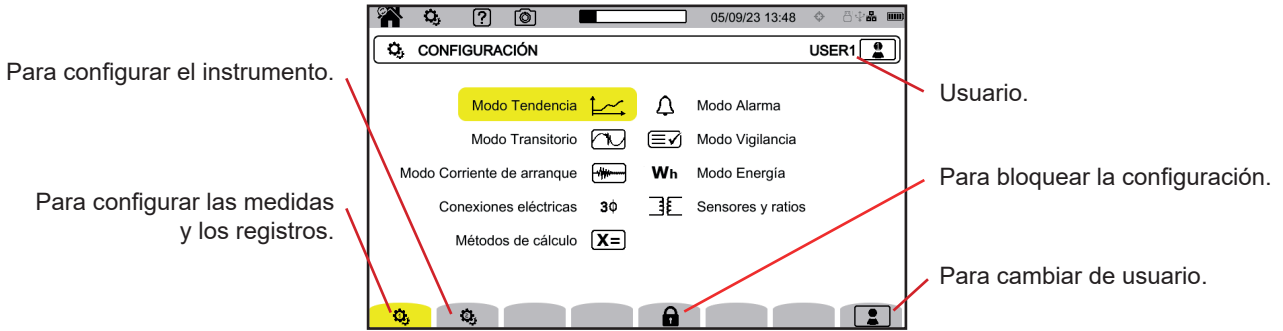 05/09/23 13:48
CONFIGURACIÓN USER1
Para configurar el instrumento.
Usuario.
Modo Tendencia Modo Alarma
Modo Transitorio Modo Vigilancia
Modo Corriente de arranque Wh Modo Energía
Para bloquear la configuración.
Para configurar las medidas
y los registros.
Conexiones eléctricas 3ϕ Sensores y ratios
Métodos de cálculo X=
Para cambiar de usuario.